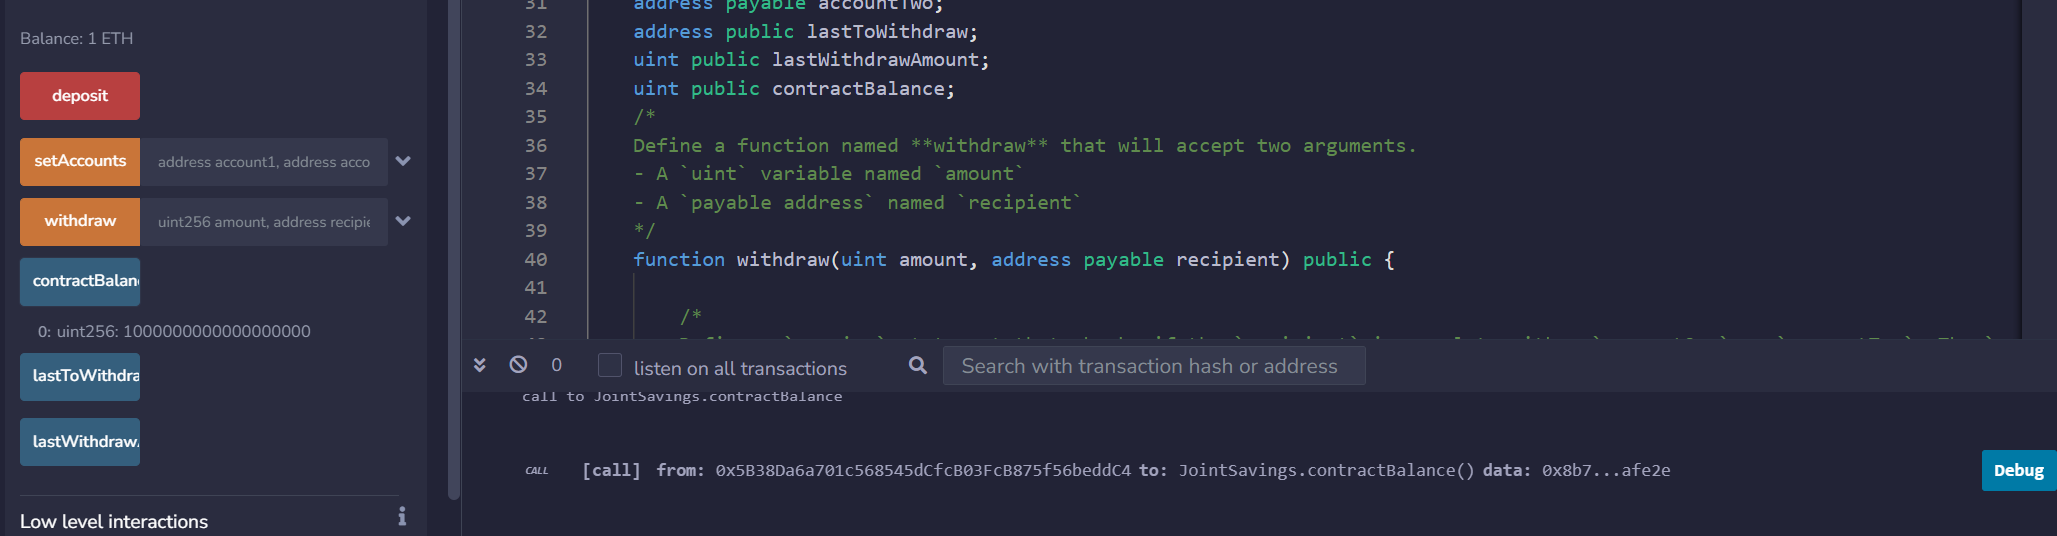 Balance: 1 ETH
deposit
setAccounts address account1, address acco
withdraw uint256 amount, address recipie
contractBalan
0: uint256: 1000000000000000000
lastToWithdra
lastWithdraw
Low level interactions
31 address payable accountTwo;
32 address public lastToWithdraw;
33 uint public lastWithdrawAmount;
34 uint public contractBalance;
35 /*
36 Define a function named **withdraw** that will accept two arguments.
37 - A `uint` variable named `amount`
38 - A `payable address` named `recipient`
39 */
40 function withdraw(uint amount, address payable recipient) public {
41
42 /*
0 listen on all transactions Search with transaction hash or address
call to JointSavings.contractBalance
CALL [call] from: 0x5B38Da6a701c568545dCfcB03FcB875f56beddC4 to: JointSavings.contractBalance() data: 0x8b7...afe2e
Debug